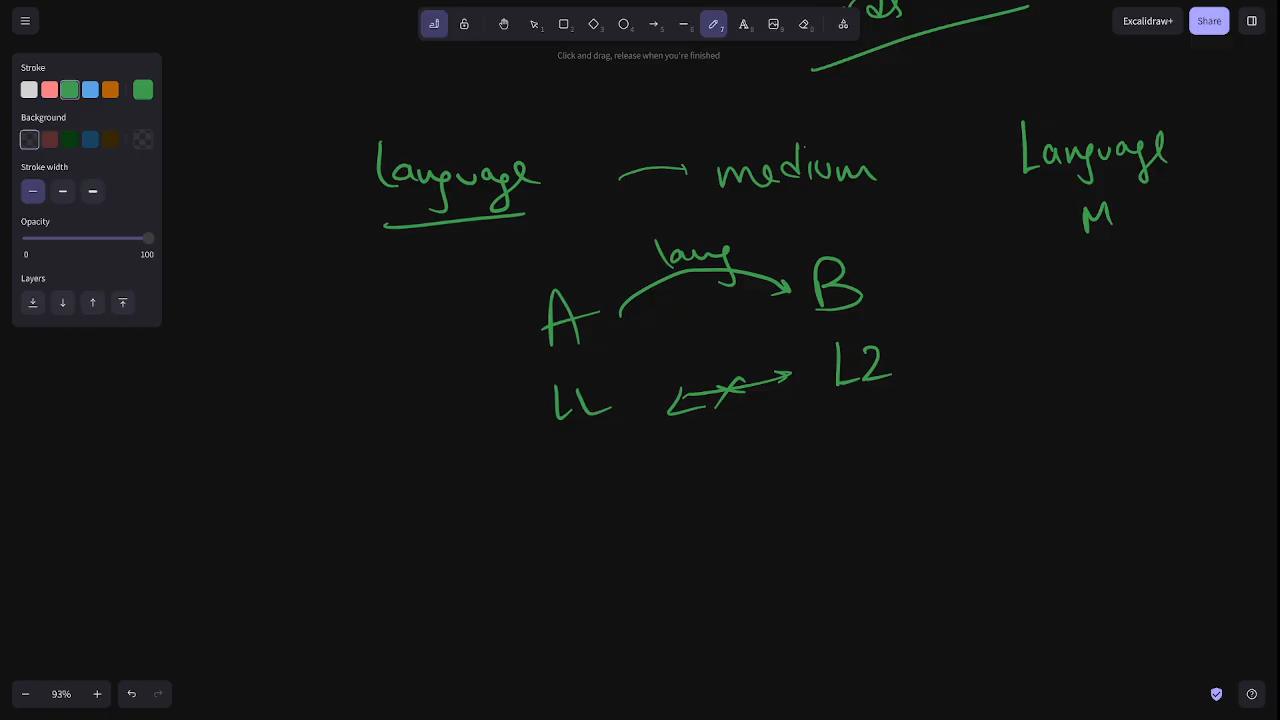 Excalidraw+
Share
Click and drag, release when you're finished
Stroke
Background
Stroke width
Opacity
0 100
Layers
Language → medium
Language
M
lang
A B
L1 L2
93%